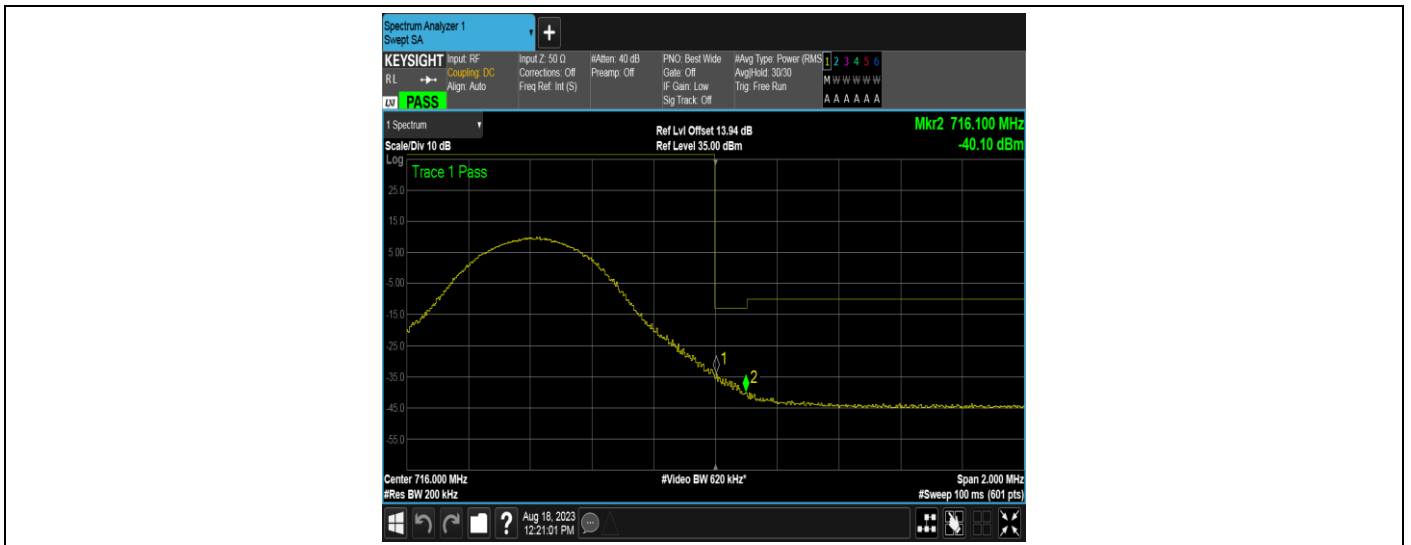 Spectrum Analyzer 1
Swept SA
+
KEYSIGHT
RL
LXI PASS
Input: RF
Coupling: DC
Align: Auto
Input Z: 50 Ω
Corrections: Off
Freq Ref: Int (S)
#Atten: 40 dB
Preamp: Off
PNO: Best Wide
Gate: Off
IF Gain: Low
Sig Track: Off
#Avg Type: Power (RMS
Avg|Hold: 30/30
Trig: Free Run
1 2 3 4 5 6
M W W W W W
A A A A A A
1 Spectrum
Scale/Div 10 dB
Ref Lvl Offset 13.94 dB
Ref Level 35.00 dBm
Mkr2 716.100 MHz
-40.10 dBm
Log
Trace 1 Pass
25.0
15.0
5.00
-5.00
-15.0
-25.0
-35.0
-45.0
-55.0
1
2
Center 716.000 MHz
#Res BW 200 kHz
#Video BW 620 kHz*
Span 2.000 MHz
#Sweep 100 ms (601 pts)
?
Aug 18, 2023
12:21:01 PM